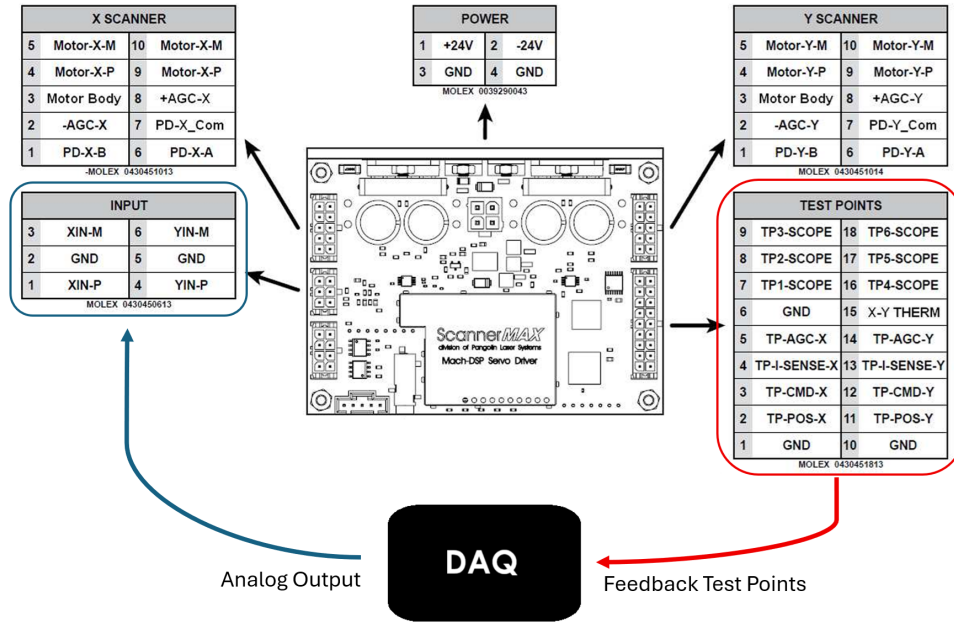 X SCANNER
5 Motor-X-M 10 Motor-X-M
4 Motor-X-P 9 Motor-X-P
3 Motor Body 8 +AGC-X
2 -AGC-X 7 PD-X_Com
1 PD-X-B 6 PD-X-A
-MOLEX 0430451013
POWER
1 +24V 2 -24V
3 GND 4 GND
MOLEX 0039290043
Y SCANNER
5 Motor-Y-M 10 Motor-Y-M
4 Motor-Y-P 9 Motor-Y-P
3 Motor Body 8 +AGC-Y
2 -AGC-Y 7 PD-Y_Com
1 PD-Y-B 6 PD-Y-A
MOLEX 0430451014
INPUT
3 XIN-M 6 YIN-M
2 GND 5 GND
1 XIN-P 4 YIN-P
MOLEX 0430450613
TEST POINTS
9 TP3-SCOPE 18 TP6-SCOPE
8 TP2-SCOPE 17 TP5-SCOPE
7 TP1-SCOPE 16 TP4-SCOPE
6 GND 15 X-Y THERM
5 TP-AGC-X 14 TP-AGC-Y
4 TP-I-SENSE-X 13 TP-I-SENSE-Y
3 TP-CMD-X 12 TP-CMD-Y
2 TP-POS-X 11 TP-POS-Y
1 GND 10 GND
MOLEX 0430451813
ScannerMAX
division of Pangolin Laser Systems
Mach-DSP Servo Driver
DAQ
Analog Output
Feedback Test Points